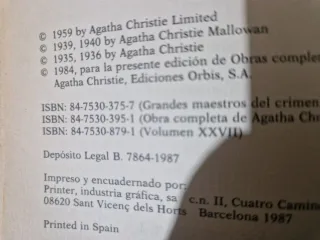 © 1959 by Agatha Christie Limited
© 1939, 1940 by Agatha Christie Mallowan
© 1935, 1936 by Agatha Christie
© 1984, para la presente edición de Obras complet
Agatha Christie, Ediciones Orbis, S.A.
ISBN: 84-7530-375-7 (Grandes maestros del crimen
ISBN: 84-7530-395-1 (Obra completa de Agatha Chr
ISBN: 84-7530-879-1 (Volumen XXVII)
Depósito Legal B. 7864-1987
Impreso y encuadernado por:
Printer, industria gráfica, sa c.n. II, Cuatro Camino
08620 Sant Vicenç dels Horts Barcelona 1987
Printed in Spain